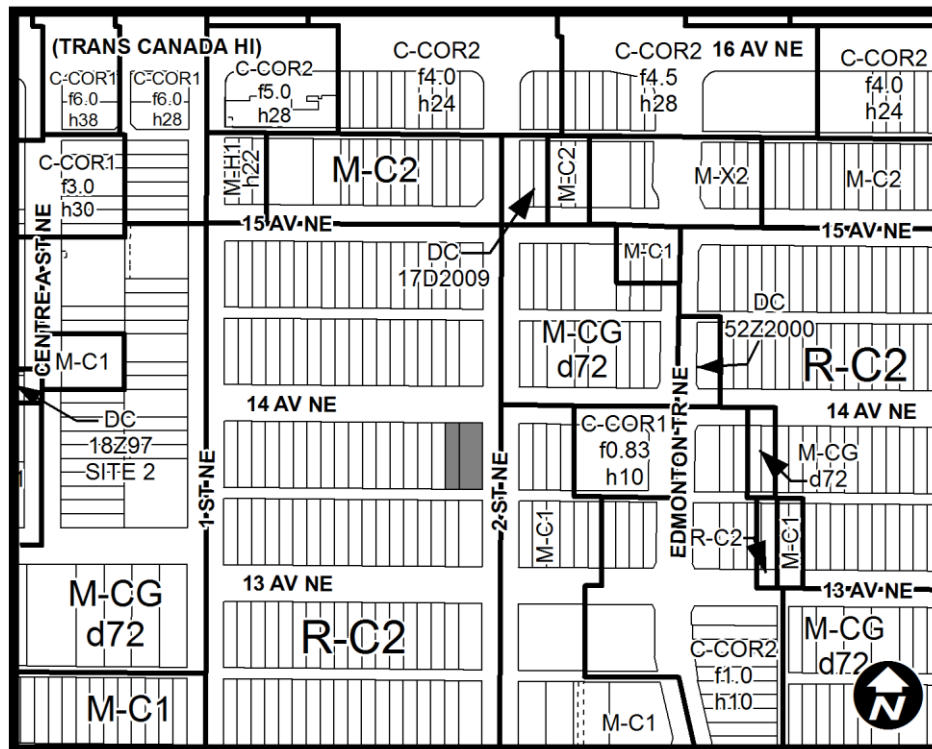 (TRANS CANADA HI)
16 AV NE
C-COR1
f6.0
h38
C-COR1
f6.0
h28
C-COR2
f5.0
h28
C-COR2
f4.0
h24
C-COR2
f4.5
h28
C-COR2
f4.0
h24
C-COR1
f3.0
h30
M-H1
h22
M-C2
M-C2
M-X2
M-C2
15 AV NE
15 AV NE
CENTRE A ST NE
DC
17D2009
M-C1
DC
52Z2000
M-C1
M-CG
d72
R-C2
DC
18Z97
SITE 2
14 AV NE
14 AV NE
1 ST NE
2 ST NE
C-COR1
f0.83
h10
EDMONTON TR NE
M-CG
d72
M-C1
R-C2
M-C1
13 AV NE
13 AV NE
M-CG
d72
R-C2
C-COR2
f1.0
h10
M-CG
d72
M-C1
M-C1
N